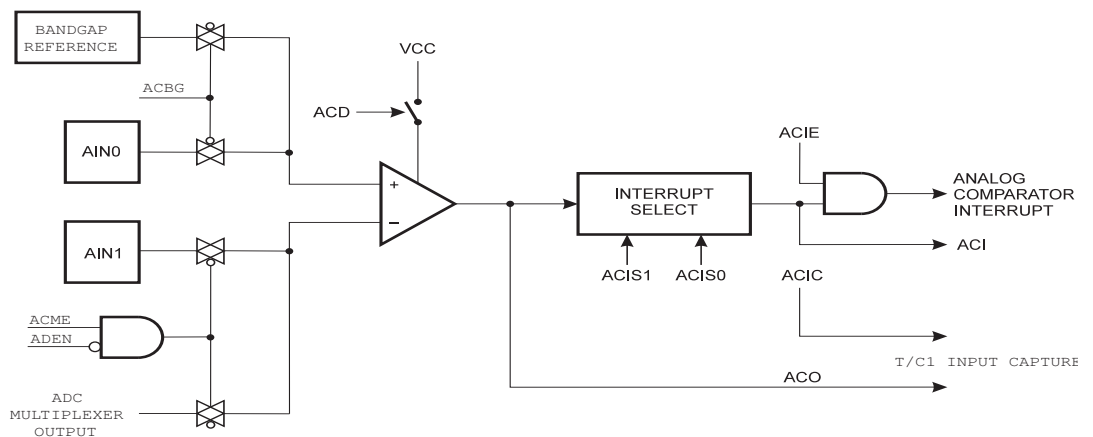 BANDGAP
REFERENCE
ACBG
AIN0
VCC
ACD
+
−
AIN1
ACME
ADEN
ADC
MULTIPLEXER
OUTPUT
INTERRUPT
SELECT
ACIS1
ACIS0
ACIE
ANALOG
COMPARATOR
INTERRUPT
ACI
ACIC
T/C1 INPUT CAPTURE
ACO